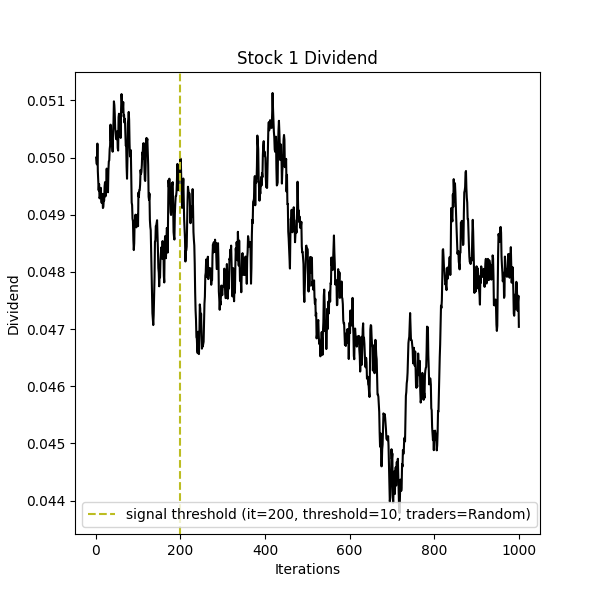 Stock 1 Dividend
0.051
0.050
0.049
0.048
0.047
0.046
0.045
0.044
Dividend
signal threshold (it=200, threshold=10, traders=Random)
0 200 400 600 800 1000
Iterations